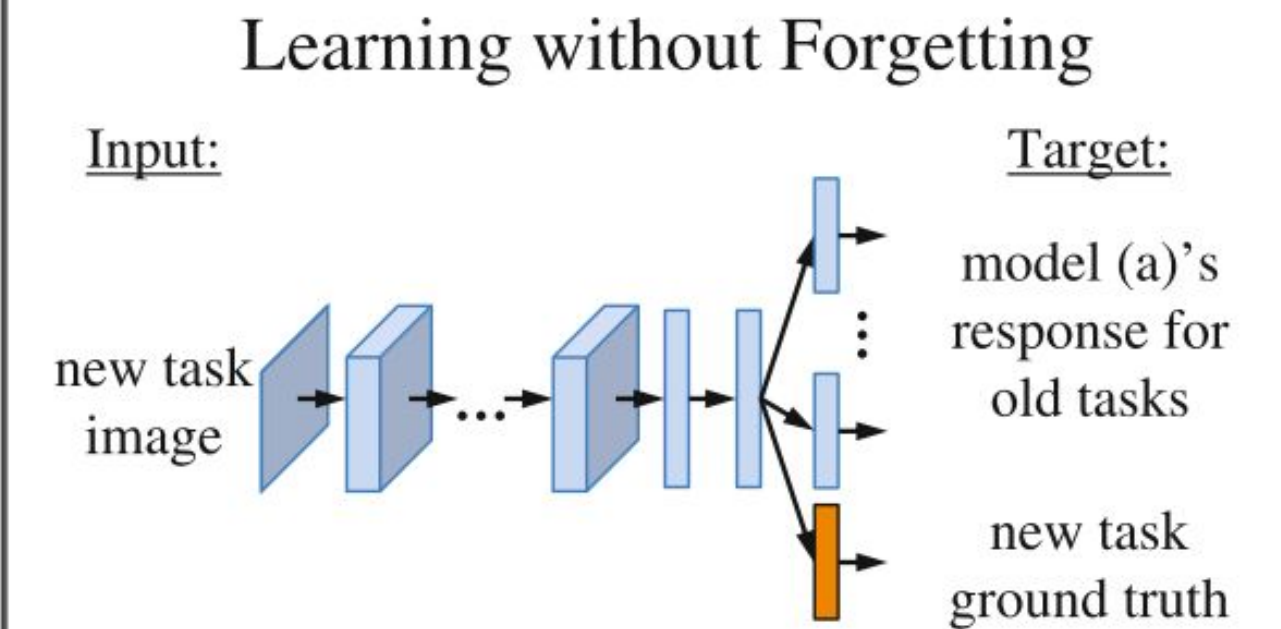 Learning without Forgetting
Input:
Target:
new task
image
...
model (a)'s
response for
old tasks
new task
ground truth